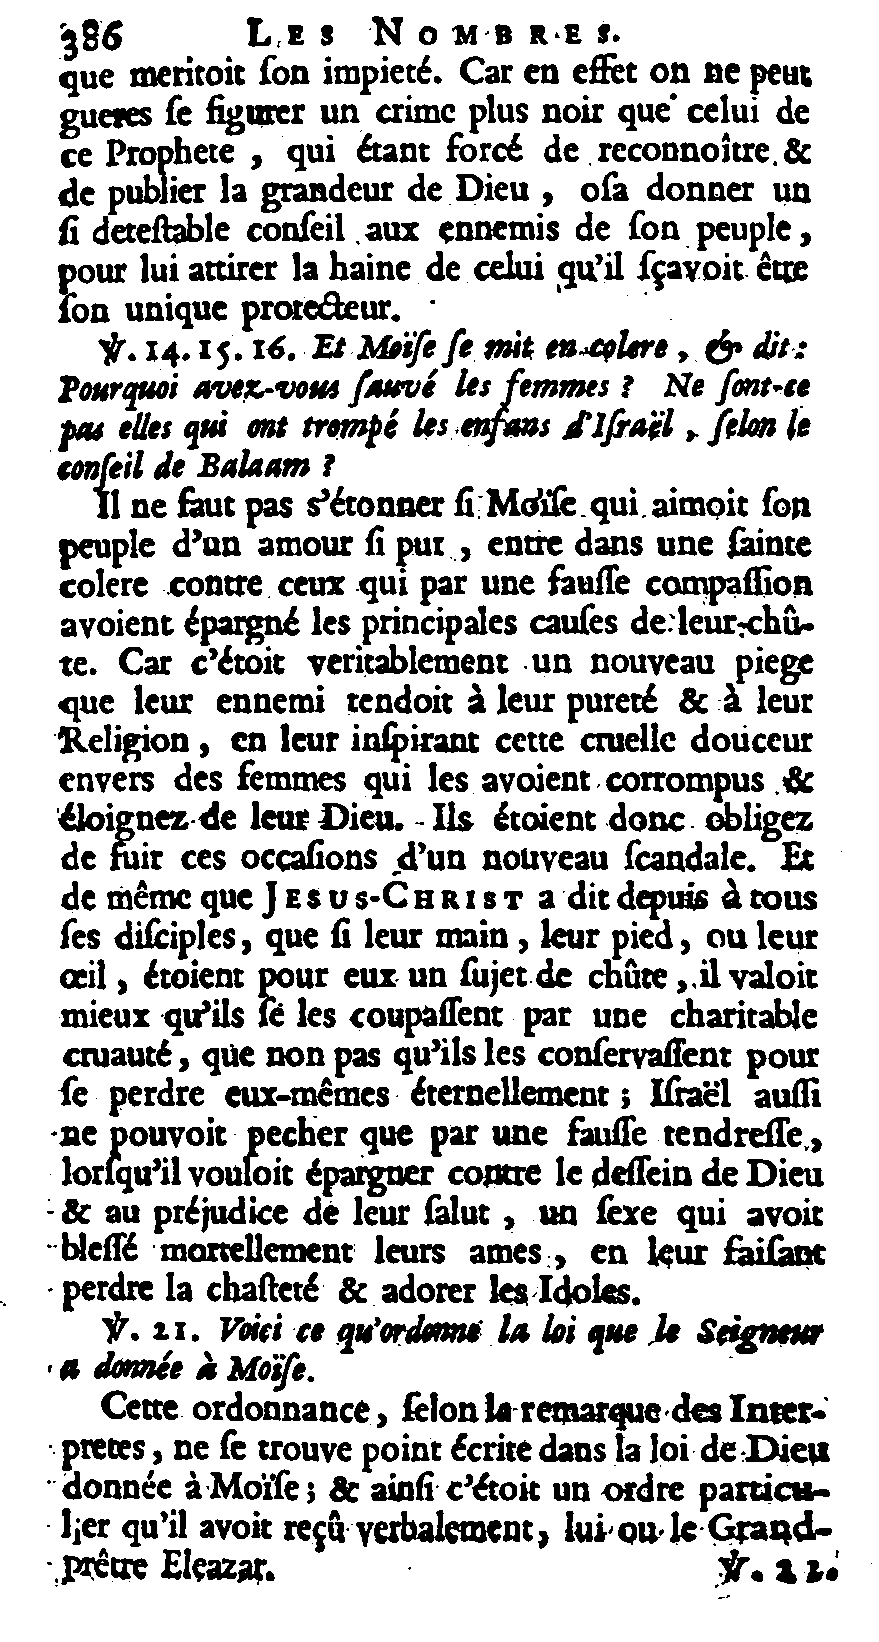 386 LES NOMBRES.
que meritoit ſon impieté. Car en effet on ne peut
gueres ſe figurer un crime plus noir que celui de
ce Prophete , qui étant forcé de reconnoître &
de publier la grandeur de Dieu , oſa donner un
ſi deteſtable conſeil aux ennemis de ſon peuple,
pour lui attirer la haine de celui qu'il ſçavoit être
ſon unique protecteur.
℣. 14. 15. 16. Et Moïſe ſe mit en colere , & dit :
Pourquoi avez-vous ſauvé les femmes ? Ne ſont-ce
pas elles qui ont trompé les enfans d'Iſraël , ſelon le
conſeil de Balaam ?
Il ne faut pas s'étonner ſi Moïſe qui aimoit ſon
peuple d'un amour ſi pur , entre dans une ſainte
colere contre ceux qui par une fauſſe compaſſion
avoient épargné les principales cauſes de leur chû-
te. Car c'étoit veritablement un nouveau piege
que leur ennemi tendoit à leur pureté & à leur
Religion, en leur inſpirant cette cruelle douceur
envers des femmes qui les avoient corrompus &
éloignez de leur Dieu. Ils étoient donc obligez
de fuir ces occaſions d'un nouveau ſcandale. Et
de même que JESUS-CHRIST a dit depuis à tous
ſes diſciples, que ſi leur main , leur pied, ou leur
œil , étoient pour eux un ſujet de chûte , il valoit
mieux qu'ils ſe les coupaſſent par une charitable
cruauté, que non pas qu'ils les conſervaſſent pour
ſe perdre eux-mêmes éternellement ; Iſraël auſſi
ne pouvoit pecher que par une fauſſe tendreſſe,
lorſqu'il vouloit épargner contre le deſſein de Dieu
& au préjudice de leur ſalut , un ſexe qui avoit
bleſſé mortellement leurs ames , en leur faiſant
perdre la chaſteté & adorer les Idoles.
℣. 21. Voici ce qu'ordonne la loi que le Seigneur
a donnée à Moïſe.
Cette ordonnance, ſelon la remarque des Inter-
pretes, ne ſe trouve point écrite dans la loi de Dieu
donnée à Moïſe ; & ainſi c'étoit un ordre particu-
lier qu'il avoit reçû verbalement, lui ou le Grand-
prêtre Eleazar.
℣. 22.